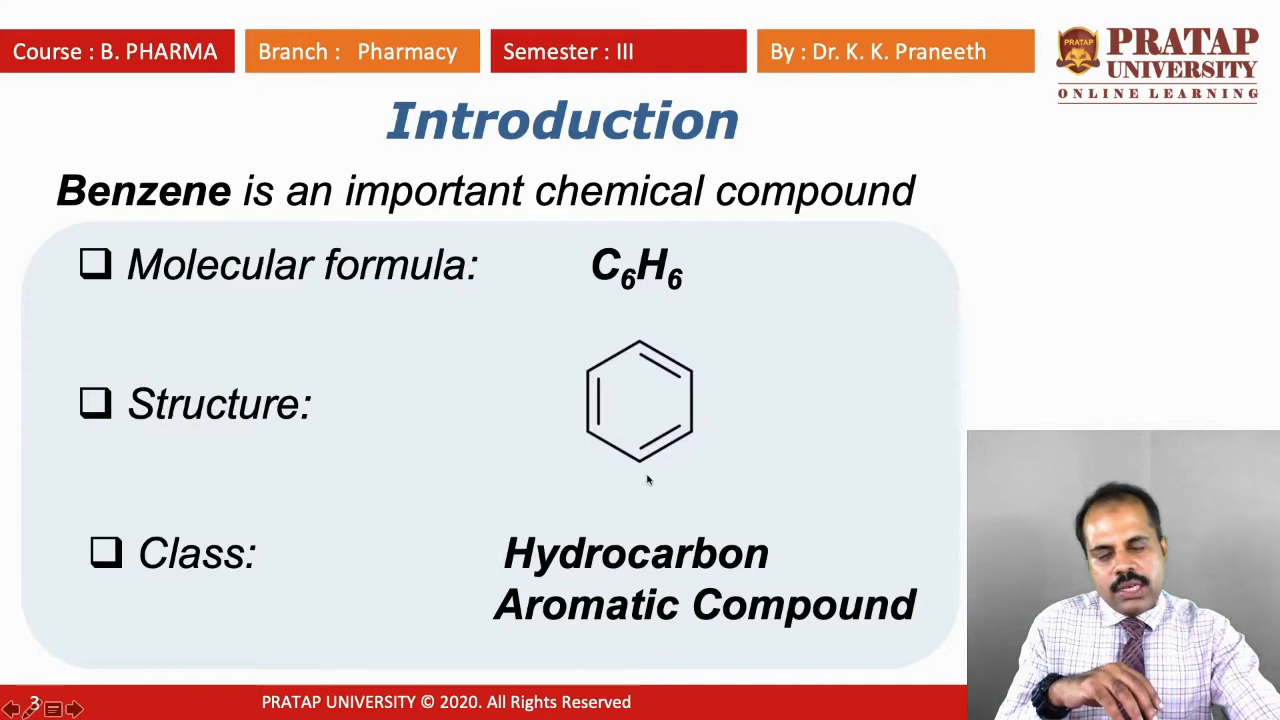 Course : B. PHARMA
Branch : Pharmacy
Semester : III
By : Dr. K. K. Praneeth
PRATAP
PRATAP
UNIVERSITY
ONLINE LEARNING
Introduction
Benzene is an important chemical compound
❑ Molecular formula: C₆H₆
❑ Structure:
❑ Class: Hydrocarbon
Aromatic Compound
3
PRATAP UNIVERSITY © 2020. All Rights Reserved